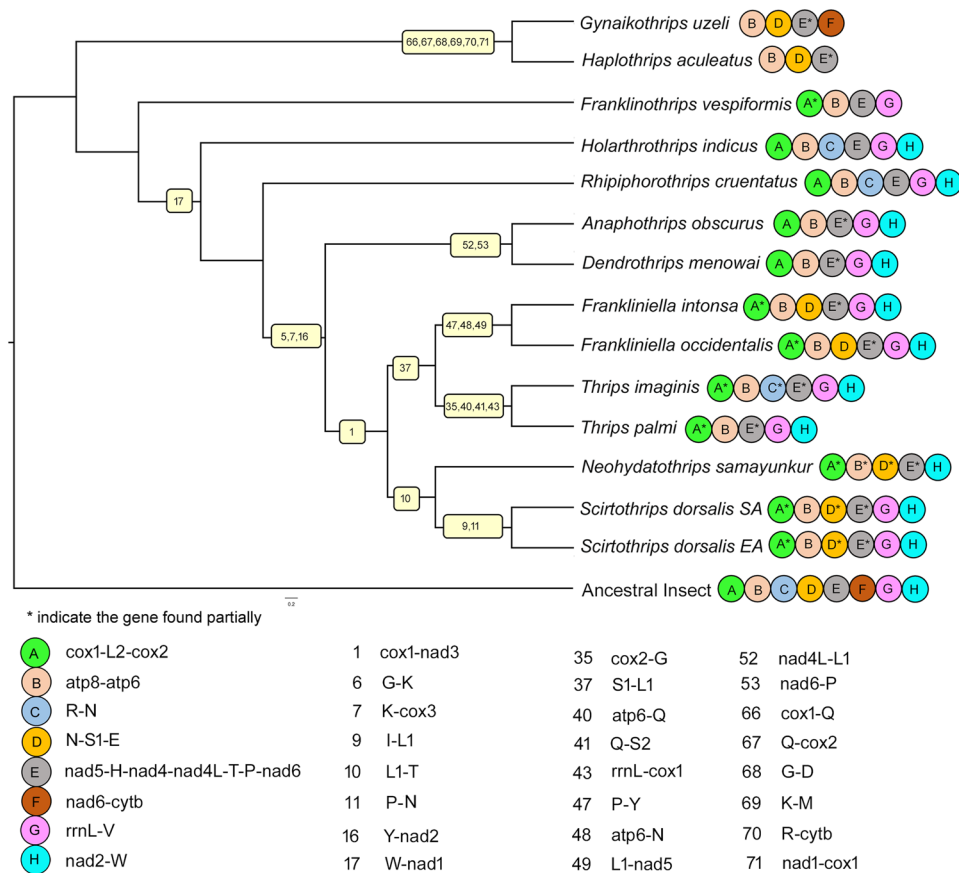 Gynaikothrips uzeli B D E* F
66,67,68,69,70,71
Haplothrips aculeatus B D E*
Franklinothrips vespiformis A* B E G
Holarthrothrips indicus A B C E G H
Rhipiphorothrips cruentatus A B C E G H
17
Anaphothrips obscurus A B E* G H
52,53
Dendrothrips menowai A B E* G H
Frankliniella intonsa A* B D E* G H
47,48,49
5,7,16
Frankliniella occidentalis A* B D E* G H
37
Thrips imaginis A* B C* E* G H
35,40,41,43
Thrips palmi A* B E* G H
1
Neohydatothrips samayunkur A* B* D* E* H
10
Scirtothrips dorsalis SA A* B D* E* G H
9,11
Scirtothrips dorsalis EA A* B D* E* G H
Ancestral Insect A B C D E F G H
0.2
* indicate the gene found partially
A cox1-L2-cox2 1 cox1-nad3 35 cox2-G 52 nad4L-L1
B atp8-atp6 6 G-K 37 S1-L1 53 nad6-P
C R-N 7 K-cox3 40 atp6-Q 66 cox1-Q
D N-S1-E 9 I-L1 41 Q-S2 67 Q-cox2
E nad5-H-nad4-nad4L-T-P-nad6 10 L1-T 43 rrnL-cox1 68 G-D
F nad6-cytb 11 P-N 47 P-Y 69 K-M
G rrnL-V 16 Y-nad2 48 atp6-N 70 R-cytb
H nad2-W 17 W-nad1 49 L1-nad5 71 nad1-cox1